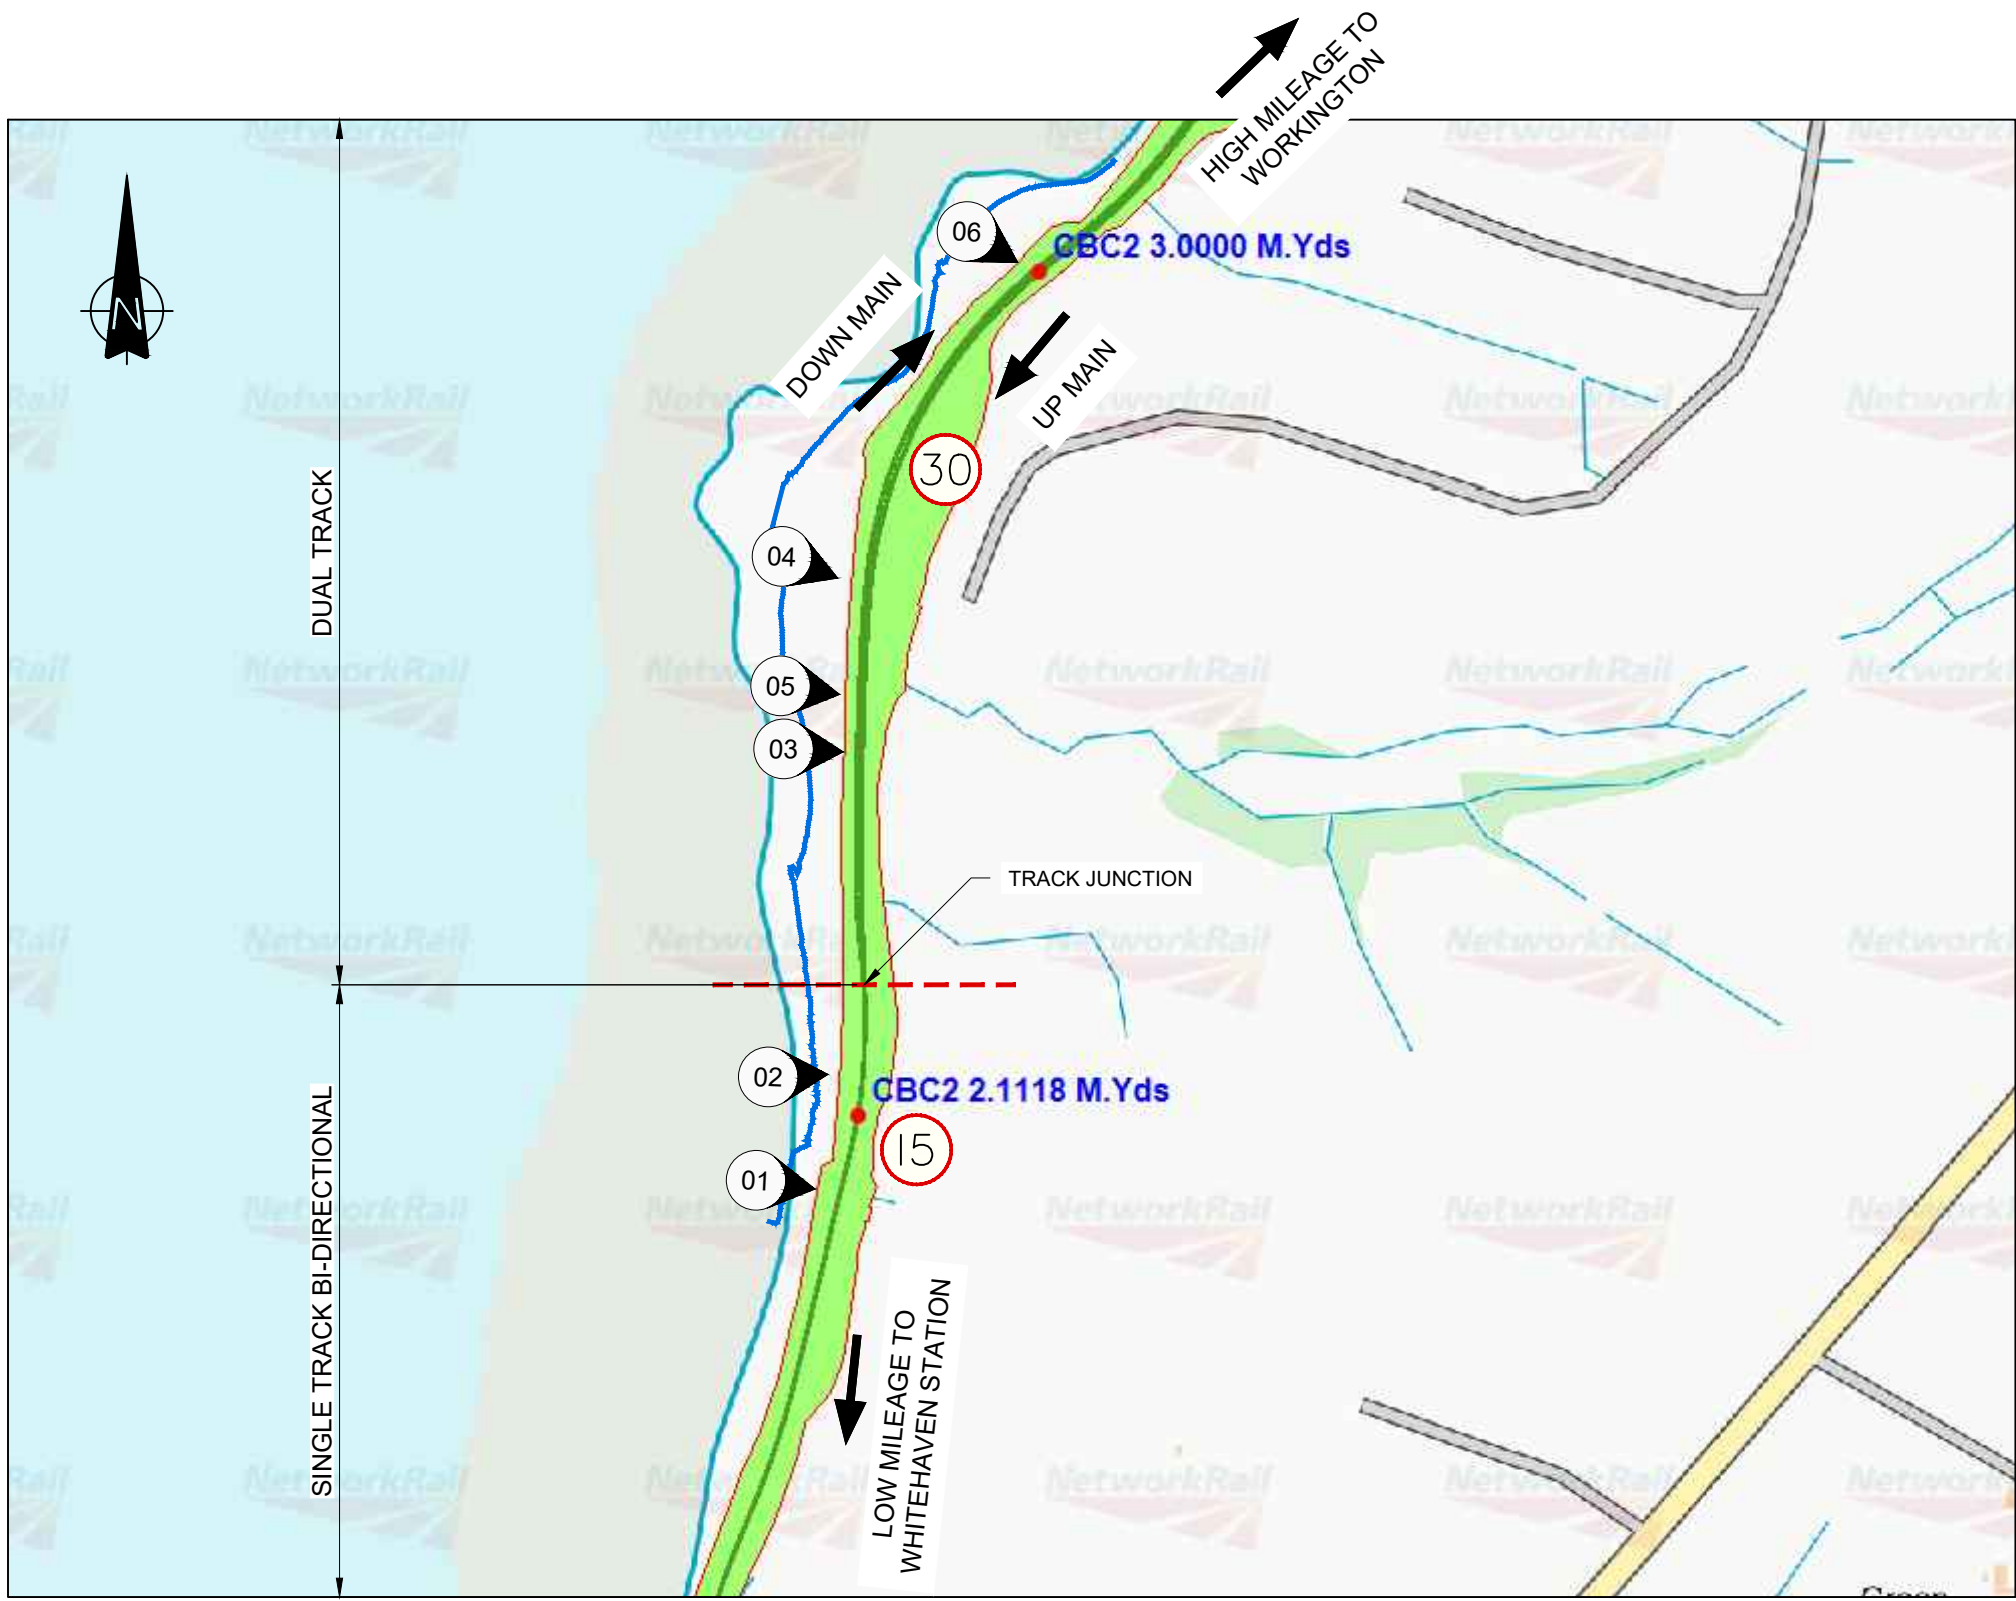 HIGH MILEAGE TO
WORKINGTON
N
06
CBC2 3.0000 M.Yds
DOWN MAIN
UP MAIN
30
DUAL TRACK
04
05
03
TRACK JUNCTION
02
CBC2 2.1118 M.Yds
15
01
SINGLE TRACK BI-DIRECTIONAL
LOW MILEAGE TO
WHITEHAVEN STATION
NetworkRail